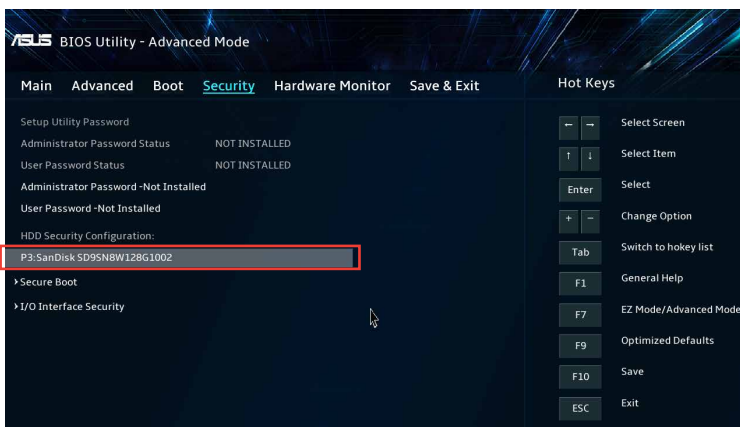 ASUS BIOS Utility - Advanced Mode
Main Advanced Boot Security Hardware Monitor Save & Exit
Setup Utility Password
Administrator Password Status NOT INSTALLED
User Password Status NOT INSTALLED
Administrator Password -Not Installed
User Password -Not Installed
HDD Security Configuration:
P3:SanDisk SD9SN8W128G1002
Secure Boot
I/O Interface Security
Hot Keys
← → Select Screen
↑ ↓ Select Item
Enter Select
+ − Change Option
Tab Switch to hokey list
F1 General Help
F7 EZ Mode/Advanced Mode
F9 Optimized Defaults
F10 Save
ESC Exit